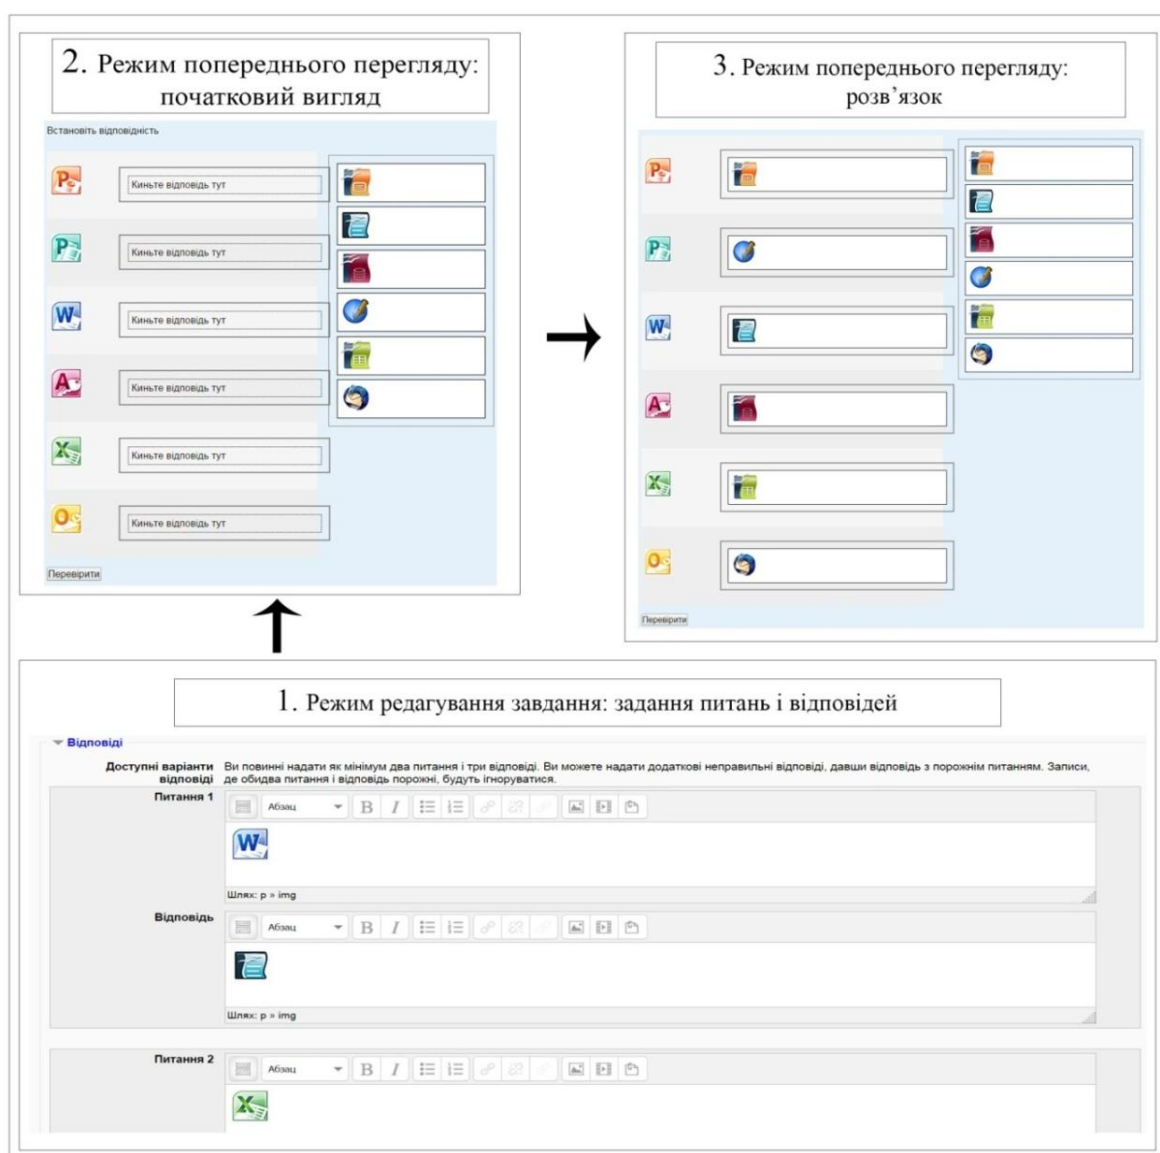 2. Режим попереднього перегляду:
початковий вигляд
Встановіть відповідність
Киньте відповідь тут
Киньте відповідь тут
Киньте відповідь тут
Киньте відповідь тут
Киньте відповідь тут
Киньте відповідь тут
Перевірити
3. Режим попереднього перегляду:
розв’язок
Перевірити
1. Режим редагування завдання: задання питань і відповідей
Відповіді
Доступні варіанти відповіді
Ви повинні надати як мінімум два питання і три відповіді. Ви можете надати додаткові неправильні відповіді, давши відповідь з порожнім питанням. Записи,
де обидва питання і відповідь порожні, будуть ігноруватися.
Питання 1
Абзац B I
W
Шлях: p » img
Відповідь
Абзац B I
Шлях: p » img
Питання 2
Абзац B I
X